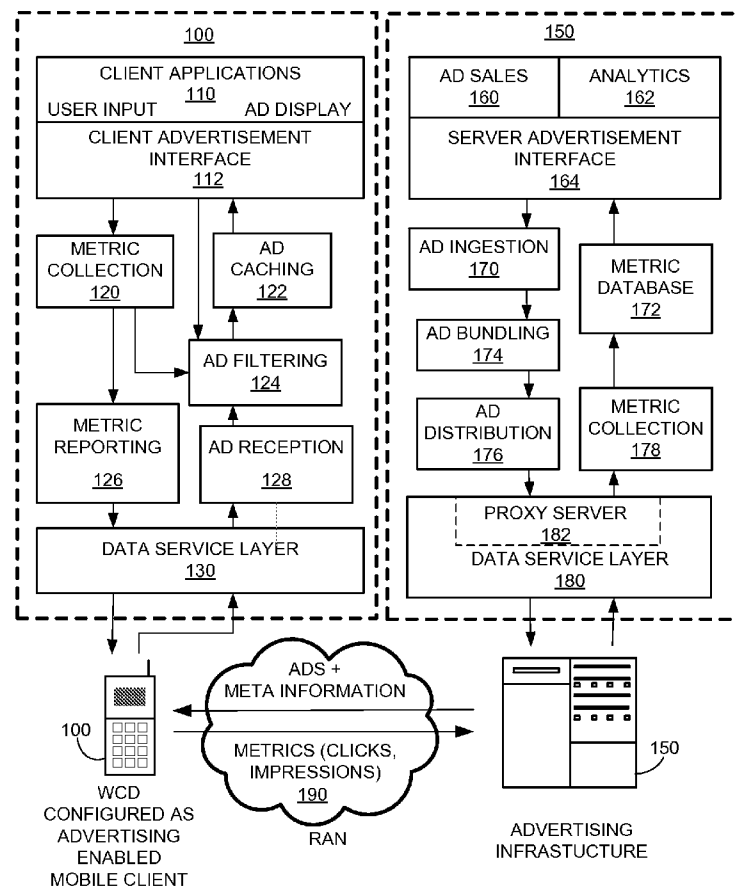 100
CLIENT APPLICATIONS
110
USER INPUT
AD DISPLAY
CLIENT ADVERTISEMENT
INTERFACE
112
METRIC
COLLECTION
120
AD
CACHING
122
AD FILTERING
124
METRIC
REPORTING
126
AD RECEPTION
128
DATA SERVICE LAYER
130
150
AD SALES
160
ANALYTICS
162
SERVER ADVERTISEMENT
INTERFACE
164
AD INGESTION
170
METRIC
DATABASE
172
AD BUNDLING
174
AD
DISTRIBUTION
176
METRIC
COLLECTION
178
PROXY SERVER
182
DATA SERVICE LAYER
180
ADS +
META INFORMATION
METRICS (CLICKS,
IMPRESSIONS)
190
RAN
100
WCD
CONFIGURED AS
ADVERTISING
ENABLED
MOBILE CLIENT
150
ADVERTISING
INFRASTUCTURE